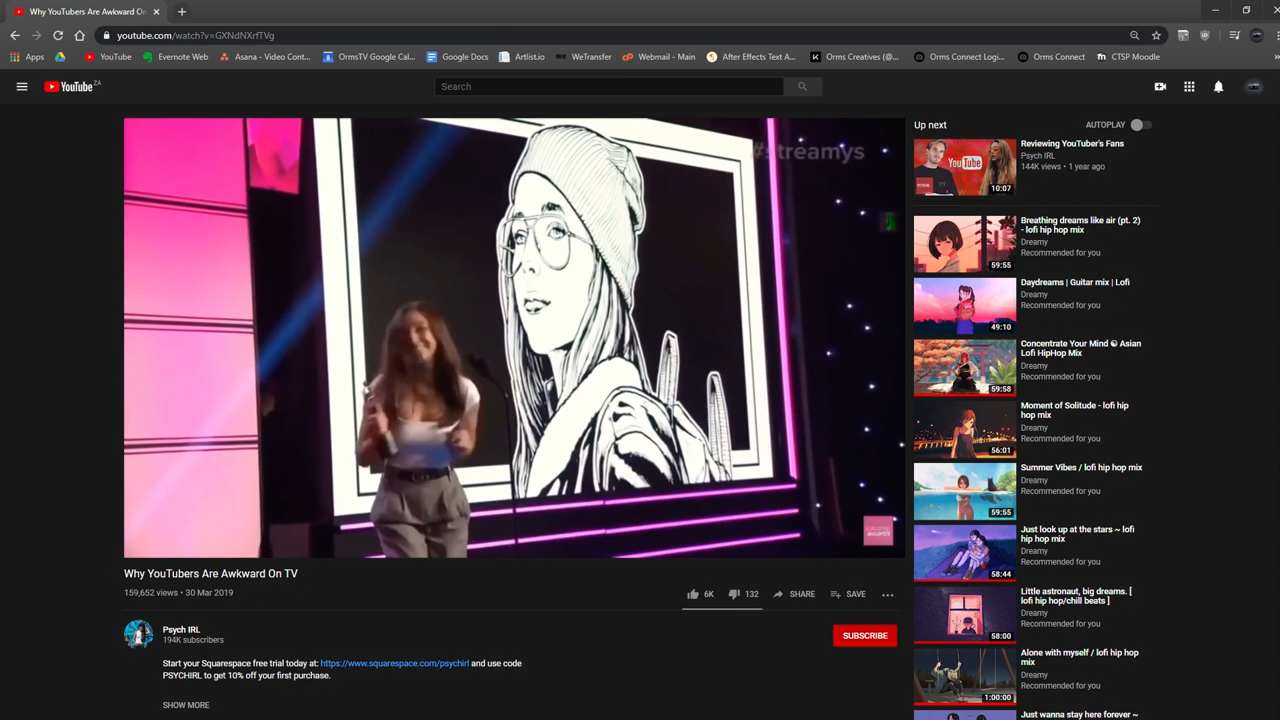 Why YouTubers Are Awkward On TV
youtube.com/watch?v=GXNdNXrfTVg
Apps
YouTube
Evernote Web
Asana - Video Cont...
OrmsTV Google Cal...
Google Docs
Artlist.io
WeTransfer
Webmail - Main
After Effects Text A...
Orms Creatives (@...
Orms Connect Logi...
Orms Connect
CTSP Moodle
YouTube ZA
Search
#streamys
streamy
awards
Why YouTubers Are Awkward On TV
159,652 views • 30 Mar 2019
6K
132
SHARE
SAVE
Psych IRL
194K subscribers
SUBSCRIBE
Start your Squarespace free trial today at: https://www.squarespace.com/psychirl and use code
PSYCHIRL to get 10% off your first purchase.
SHOW MORE
Up next
AUTOPLAY
YouTube
10:07
Reviewing YouTuber's Fans
Psych IRL
144K views • 1 year ago
59:55
Breathing dreams like air (pt. 2)
- lofi hip hop mix
Dreamy
Recommended for you
49:10
Daydreams | Guitar mix | Lofi
Dreamy
Recommended for you
59:58
Concentrate Your Mind ☯ Asian
Lofi HipHop Mix
Dreamy
Recommended for you
56:01
Moment of Solitude - lofi hip
hop mix
Dreamy
Recommended for you
59:55
Summer Vibes / lofi hip hop mix
Dreamy
Recommended for you
58:44
Just look up at the stars ~ lofi
hip hop mix
Dreamy
Recommended for you
58:00
Little astronaut, big dreams. [
lofi hip hop/chill beats ]
Dreamy
Recommended for you
1:00:00
Alone with myself / lofi hip hop
mix
Dreamy
Recommended for you
Just wanna stay here forever ~